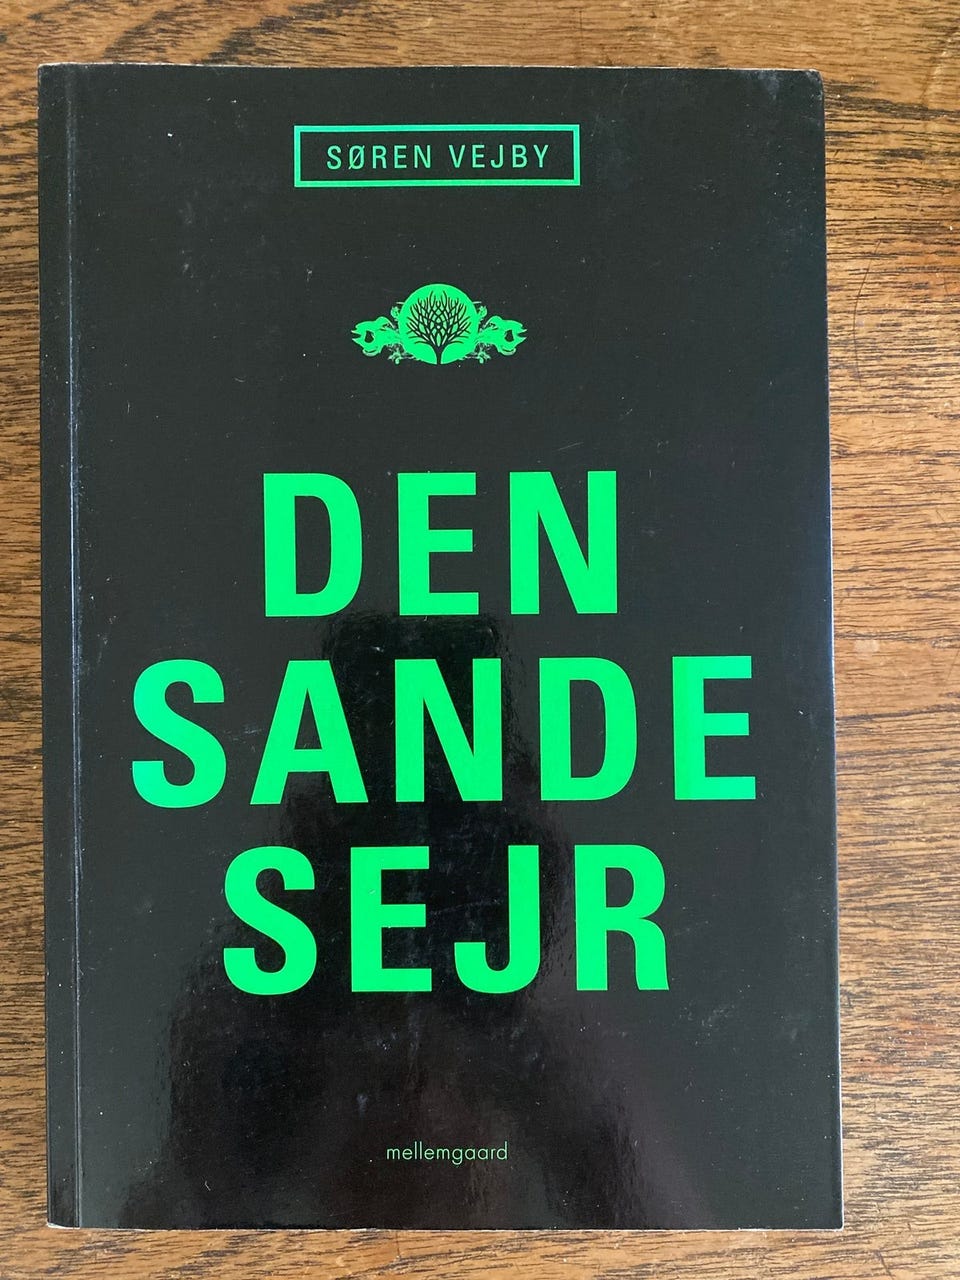 SØREN VEJBY
DEN
SANDE
SEJR
mellemgaard